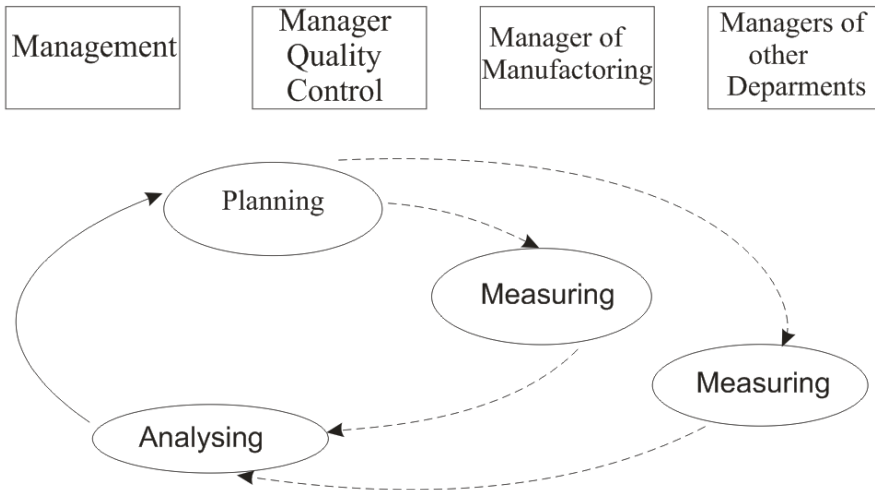 Management
Manager
Quality
Control
Manager of
Manufactoring
Managers of
other
Deparments
Planning
Measuring
Measuring
Analysing